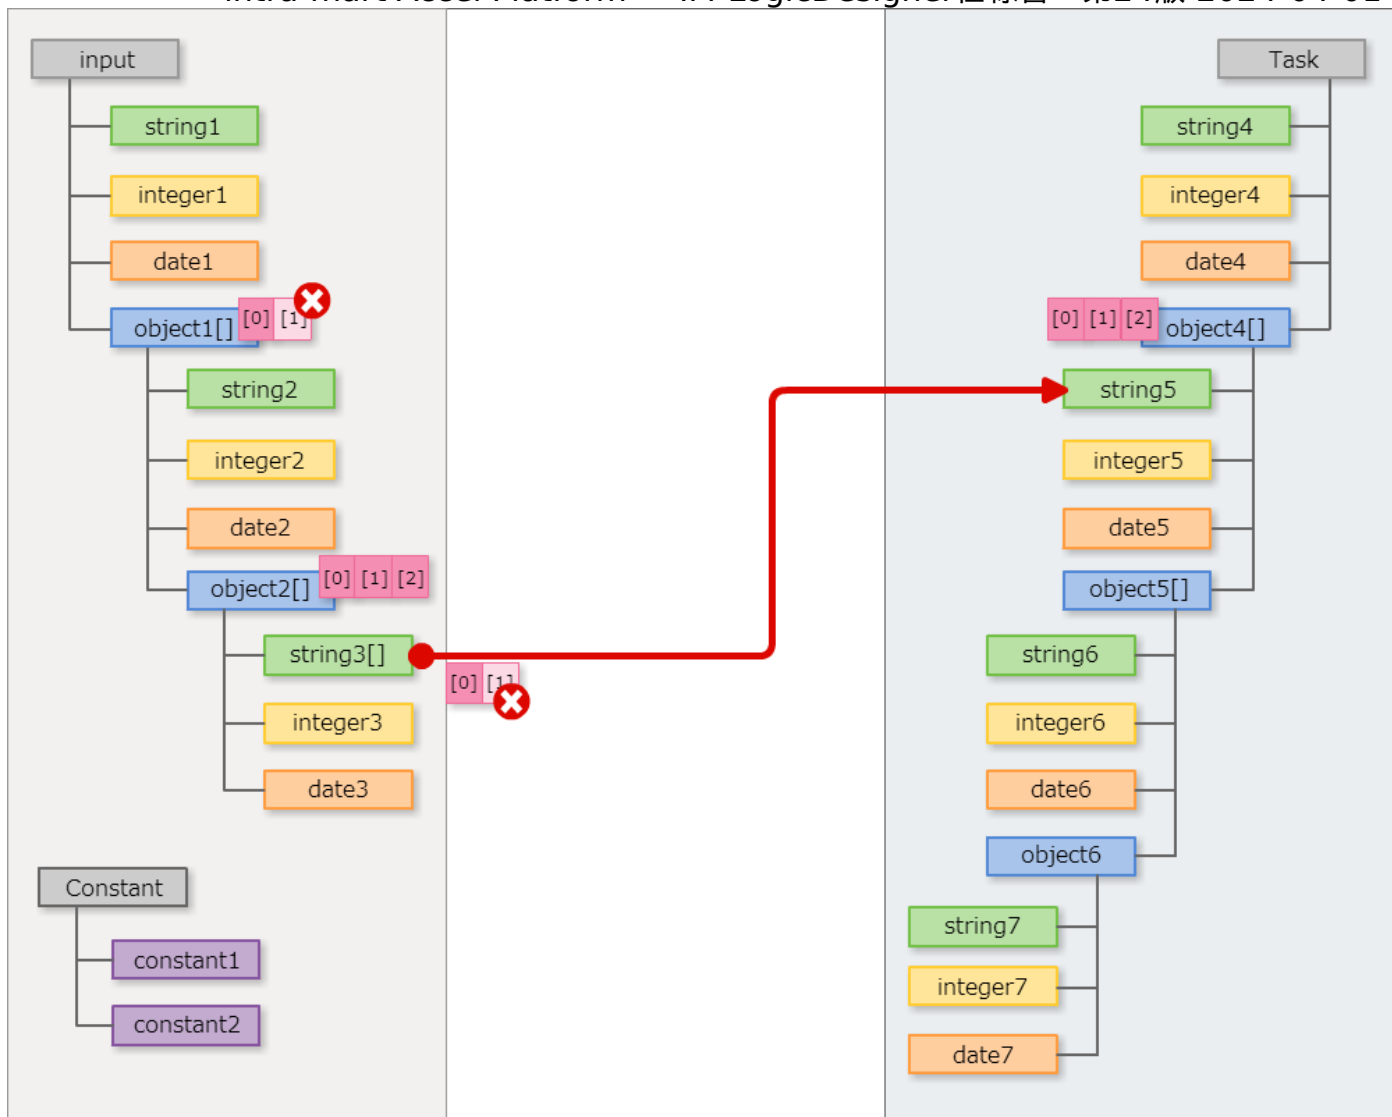 input
string1
integer1
date1
object1[]
[0] [1]
string2
integer2
date2
object2[]
[0] [1] [2]
string3[]
[0] [1]
integer3
date3
Constant
constant1
constant2
Task
string4
integer4
date4
[0] [1] [2]
object4[]
string5
integer5
date5
object5[]
string6
integer6
date6
object6
string7
integer7
date7